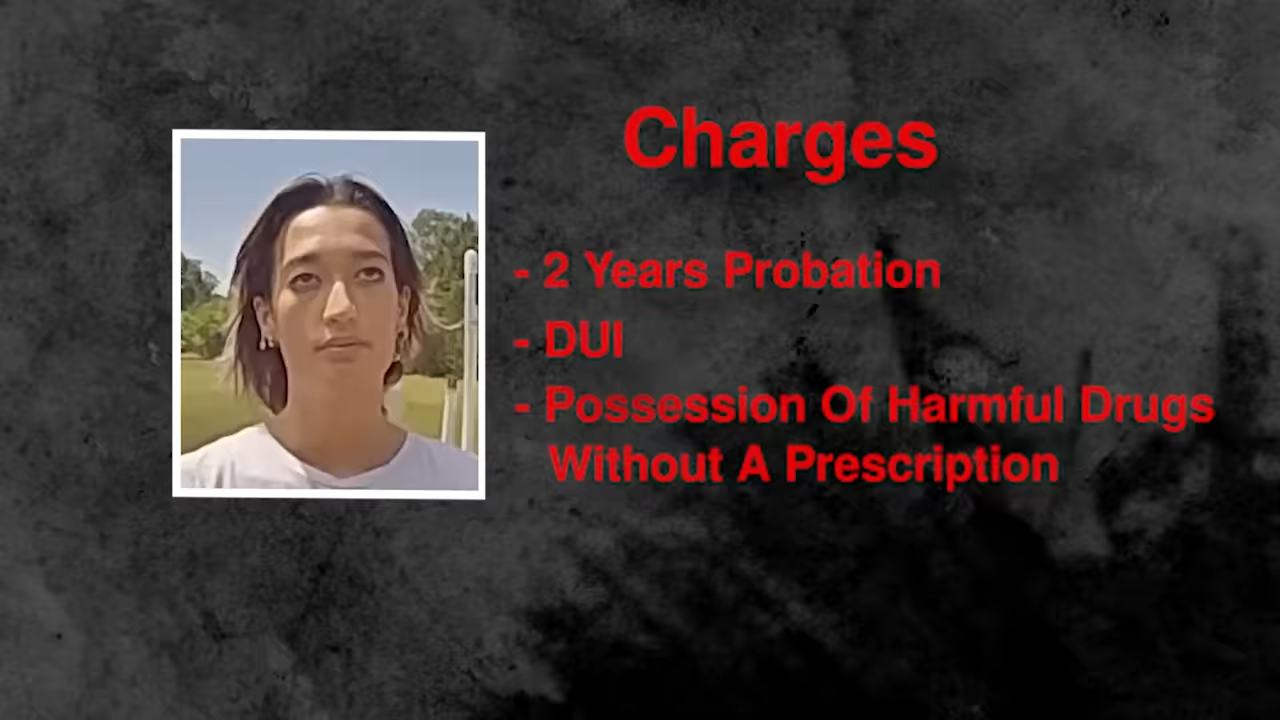 Charges
- 2 Years Probation
- DUI
- Possession Of Harmful Drugs
Without A Prescription